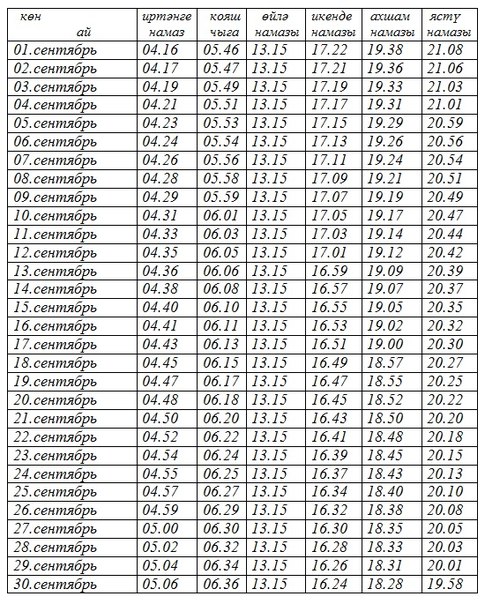 көн ай иртәнге намаз кояш чыга өйлә намазы икенде намазы ахшам намазы ястү намазы
01.сентябрь 04.16 05.46 13.15 17.22 19.38 21.08
02.сентябрь 04.17 05.47 13.15 17.21 19.36 21.06
03.сентябрь 04.19 05.49 13.15 17.19 19.33 21.03
04.сентябрь 04.21 05.51 13.15 17.17 19.31 21.01
05.сентябрь 04.23 05.53 13.15 17.15 19.29 20.59
06.сентябрь 04.24 05.54 13.15 17.13 19.26 20.56
07.сентябрь 04.26 05.56 13.15 17.11 19.24 20.54
08.сентябрь 04.28 05.58 13.15 17.09 19.21 20.51
09.сентябрь 04.29 05.59 13.15 17.07 19.19 20.49
10.сентябрь 04.31 06.01 13.15 17.05 19.17 20.47
11.сентябрь 04.33 06.03 13.15 17.03 19.14 20.44
12.сентябрь 04.35 06.05 13.15 17.01 19.12 20.42
13.сентябрь 04.36 06.06 13.15 16.59 19.09 20.39
14.сентябрь 04.38 06.08 13.15 16.57 19.07 20.37
15.сентябрь 04.40 06.10 13.15 16.55 19.05 20.35
16.сентябрь 04.41 06.11 13.15 16.53 19.02 20.32
17.сентябрь 04.43 06.13 13.15 16.51 19.00 20.30
18.сентябрь 04.45 06.15 13.15 16.49 18.57 20.27
19.сентябрь 04.47 06.17 13.15 16.47 18.55 20.25
20.сентябрь 04.48 06.18 13.15 16.45 18.52 20.22
21.сентябрь 04.50 06.20 13.15 16.43 18.50 20.20
22.сентябрь 04.52 06.22 13.15 16.41 18.48 20.18
23.сентябрь 04.54 06.24 13.15 16.39 18.45 20.15
24.сентябрь 04.55 06.25 13.15 16.37 18.43 20.13
25.сентябрь 04.57 06.27 13.15 16.34 18.40 20.10
26.сентябрь 04.59 06.29 13.15 16.32 18.38 20.08
27.сентябрь 05.00 06.30 13.15 16.30 18.35 20.05
28.сентябрь 05.02 06.32 13.15 16.28 18.33 20.03
29.сентябрь 05.04 06.34 13.15 16.26 18.31 20.01
30.сентябрь 05.06 06.36 13.15 16.24 18.28 19.58